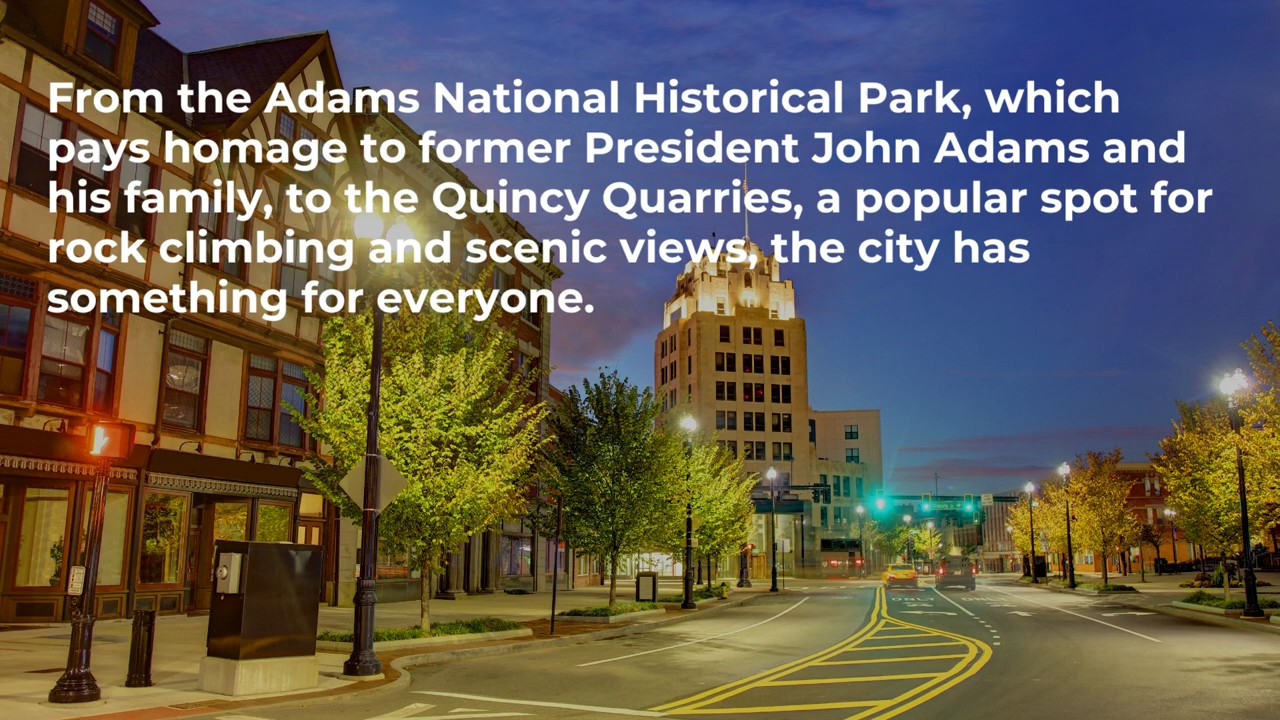 From the Adams National Historical Park, which
pays homage to former President John Adams and
his family, to the Quincy Quarries, a popular spot for
rock climbing and scenic views, the city has
something for everyone.
ONLY